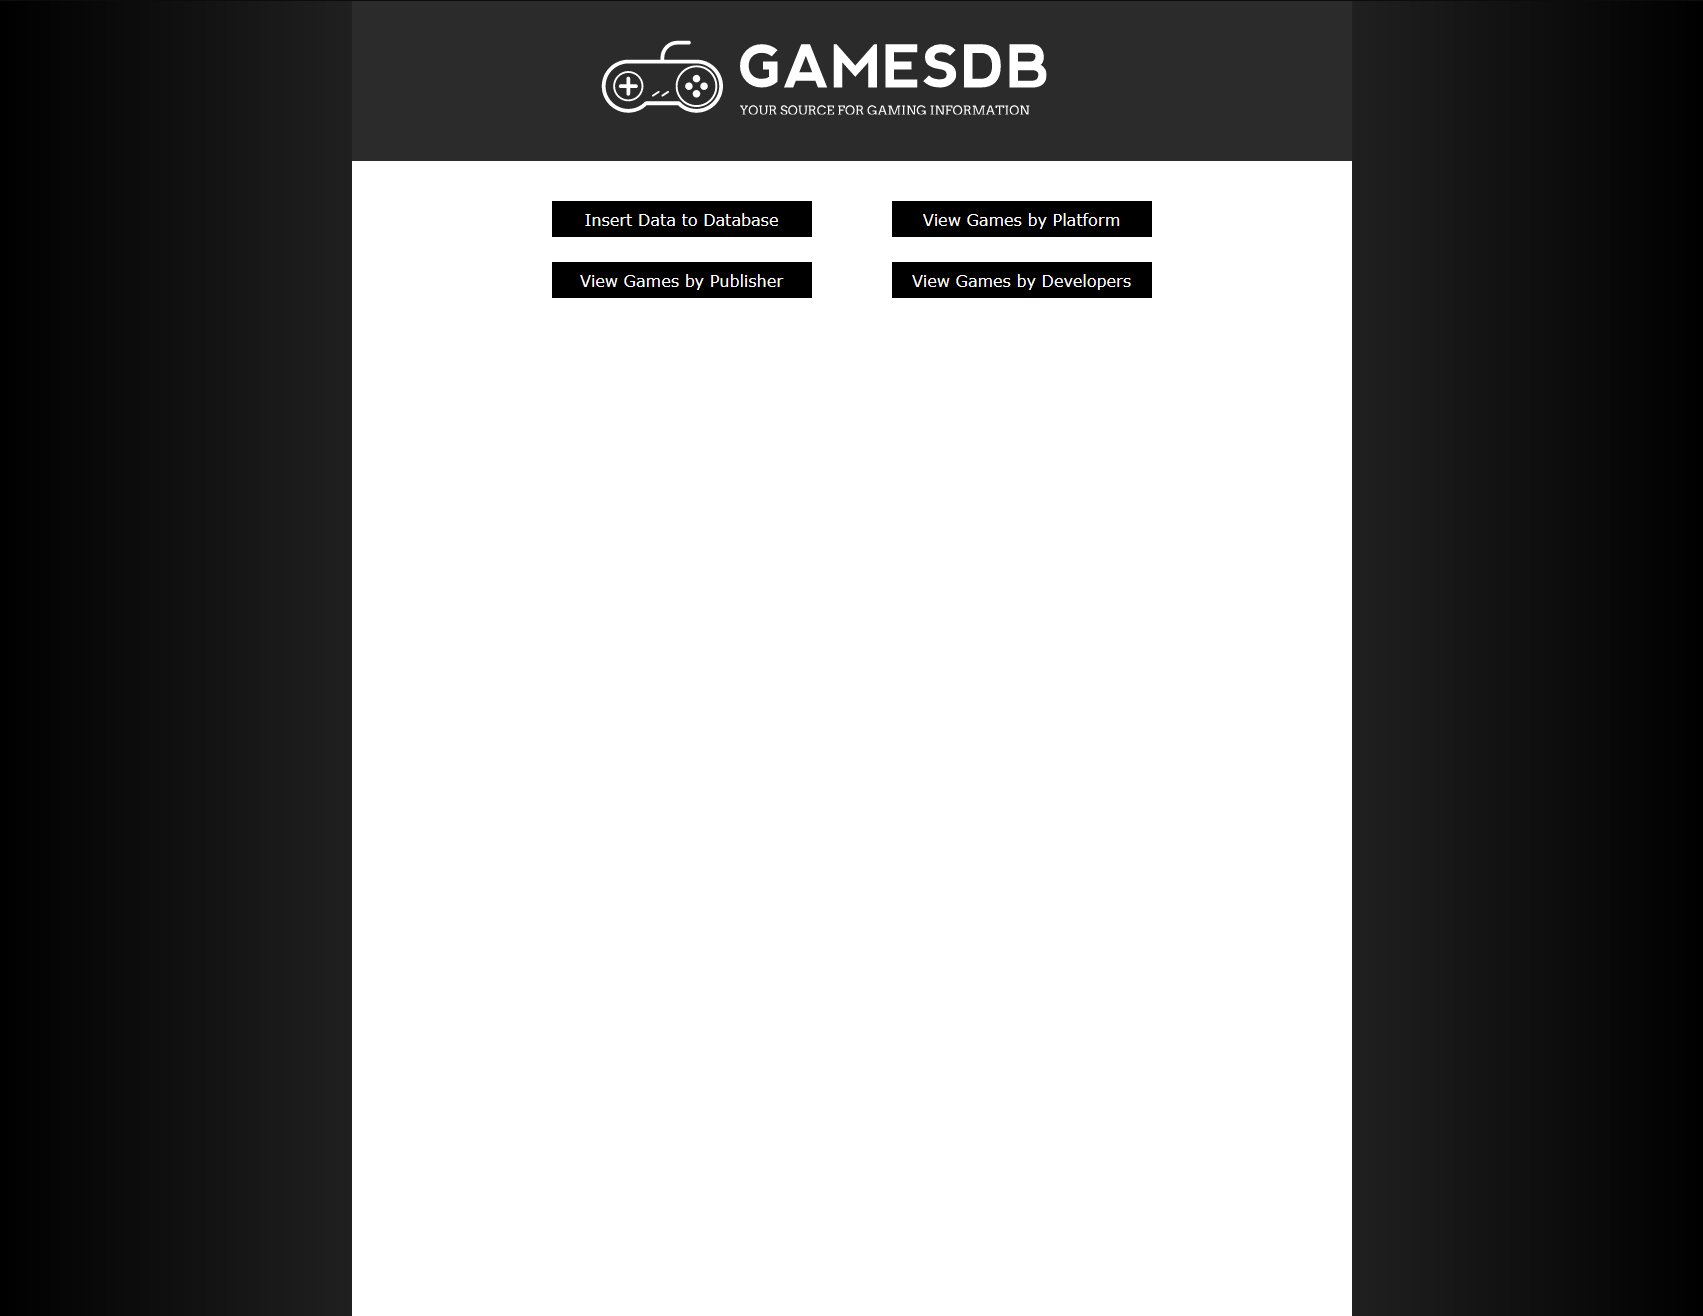 GAMESDB
YOUR SOURCE FOR GAMING INFORMATION
Insert Data to Database
View Games by Platform
View Games by Publisher
View Games by Developers